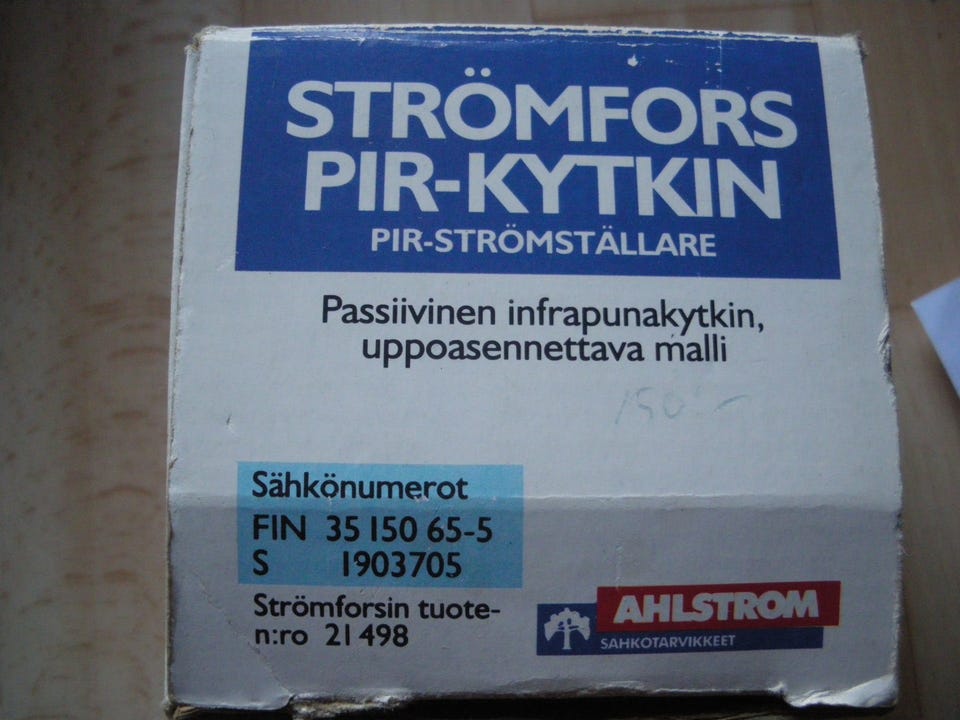 STRÖMFORS
PIR-KYTKIN
PIR-STRÖMSTÄLLARE
Passiivinen infrapunakytkin,
uppoasennettava malli
150:-
Sähkönumerot
FIN 35 150 65-5
S 1903705
Strömforsin tuote-
n:ro 21 498
AHLSTROM
SÄHKÖTARVIKKEET